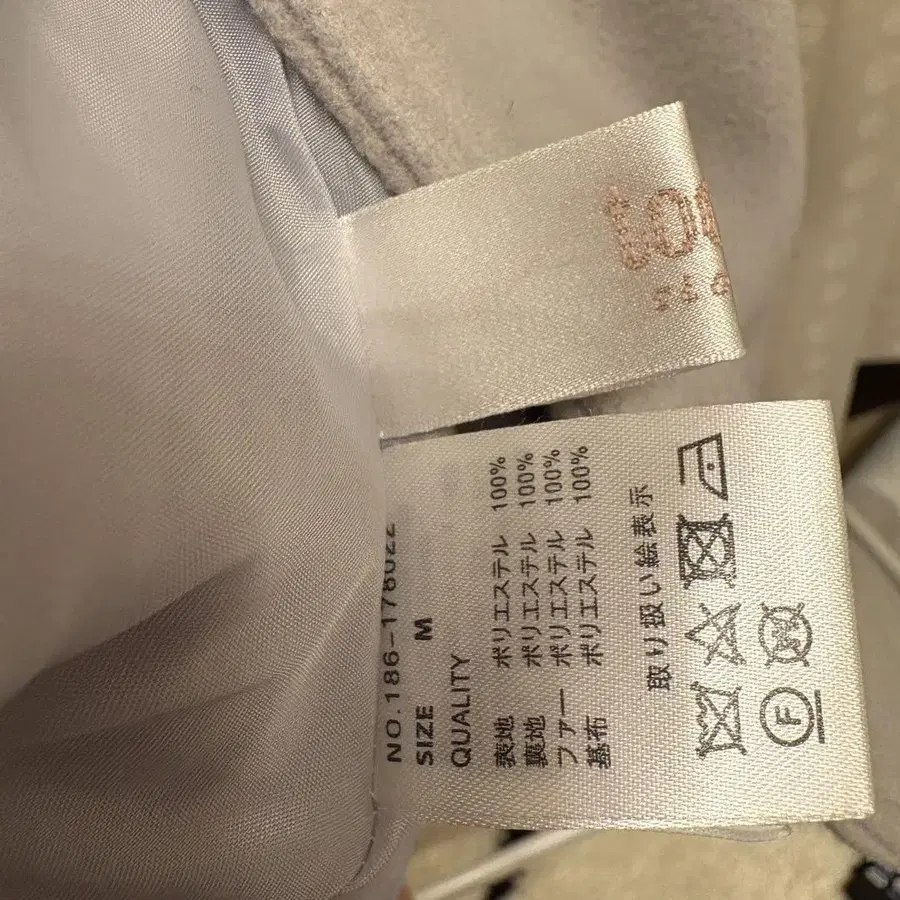 NO.186-178022
SIZE M
QUALITY
表地 ポリエステル 100%
裏地 ポリエステル 100%
ファー ポリエステル 100%
基布 ポリエステル 100%
取り扱い絵表示
W
F